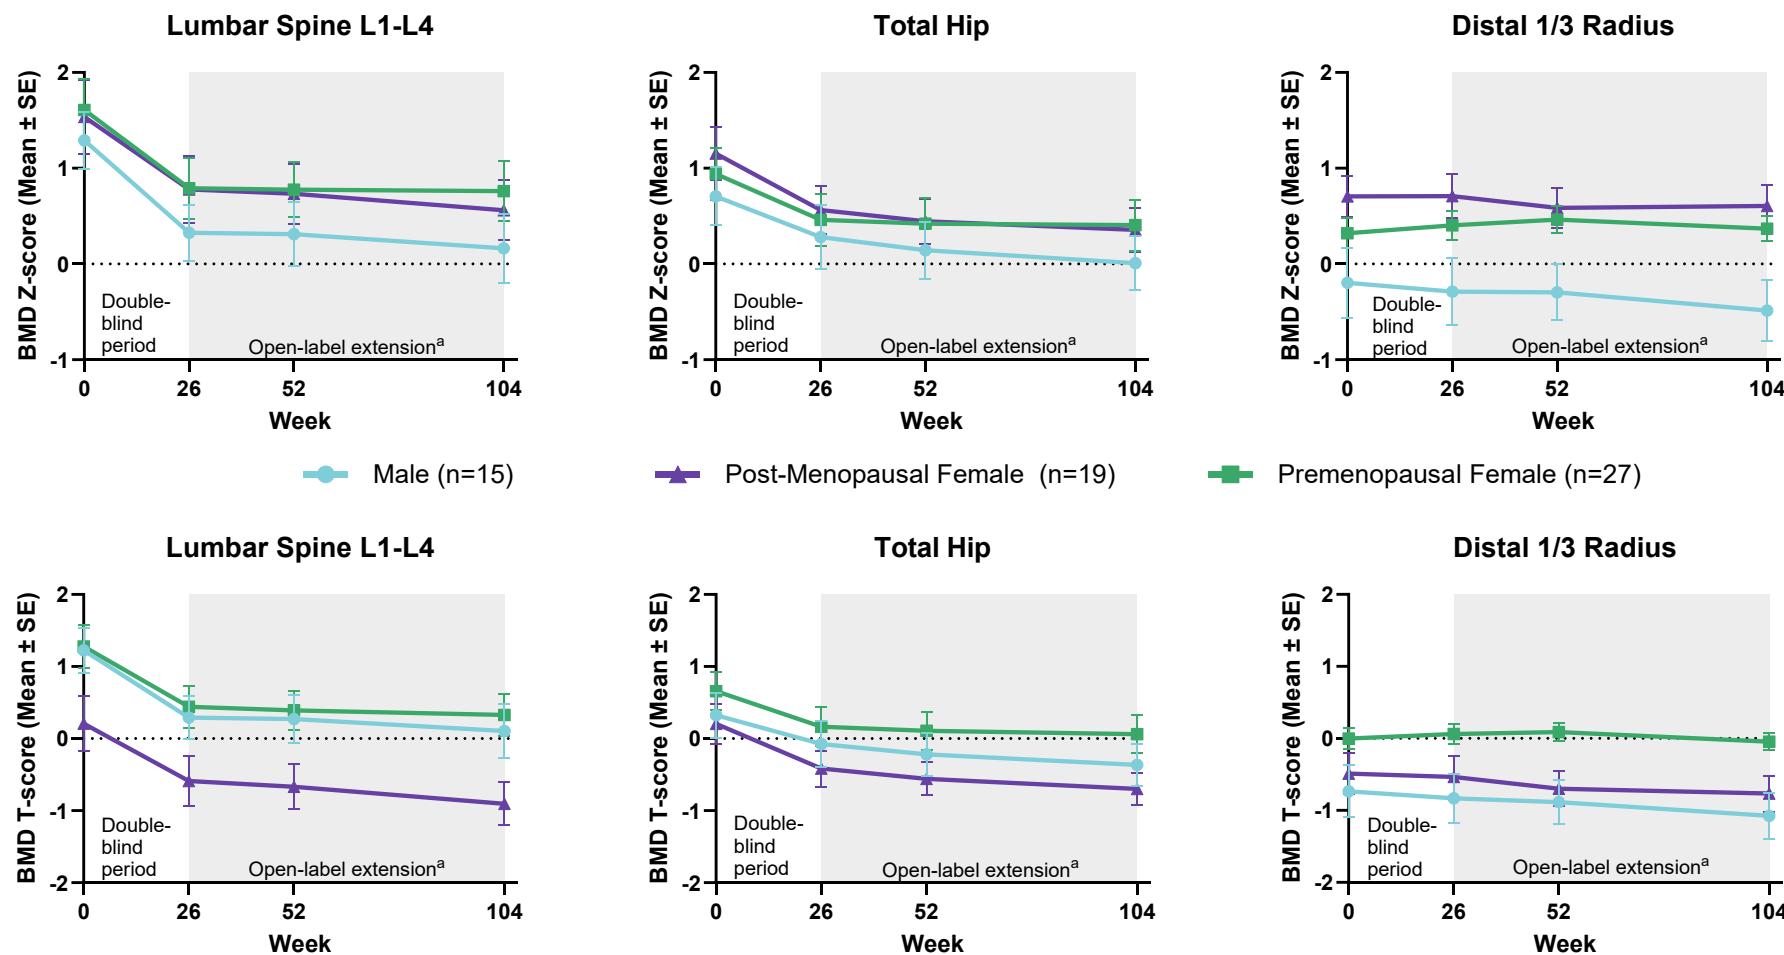 Lumbar Spine L1-L4
Total Hip
Distal 1/3 Radius
BMD Z-score (Mean ± SE)
2
1
0
-1
Double-
blind
period
Open-label extensionᵃ
0 26 52 104
Week
BMD Z-score (Mean ± SE)
2
1
0
-1
Double-
blind
period
Open-label extensionᵃ
0 26 52 104
Week
BMD Z-score (Mean ± SE)
2
1
0
-1
Double-
blind
period
Open-label extensionᵃ
0 26 52 104
Week
Male (n=15)
Post-Menopausal Female (n=19)
Premenopausal Female (n=27)
Lumbar Spine L1-L4
Total Hip
Distal 1/3 Radius
BMD T-score (Mean ± SE)
2
1
0
-1
-2
Double-
blind
period
Open-label extensionᵃ
0 26 52 104
Week
BMD T-score (Mean ± SE)
2
1
0
-1
-2
Double-
blind
period
Open-label extensionᵃ
0 26 52 104
Week
BMD T-score (Mean ± SE)
2
1
0
-1
-2
Double-
blind
period
Open-label extensionᵃ
0 26 52 104
Week